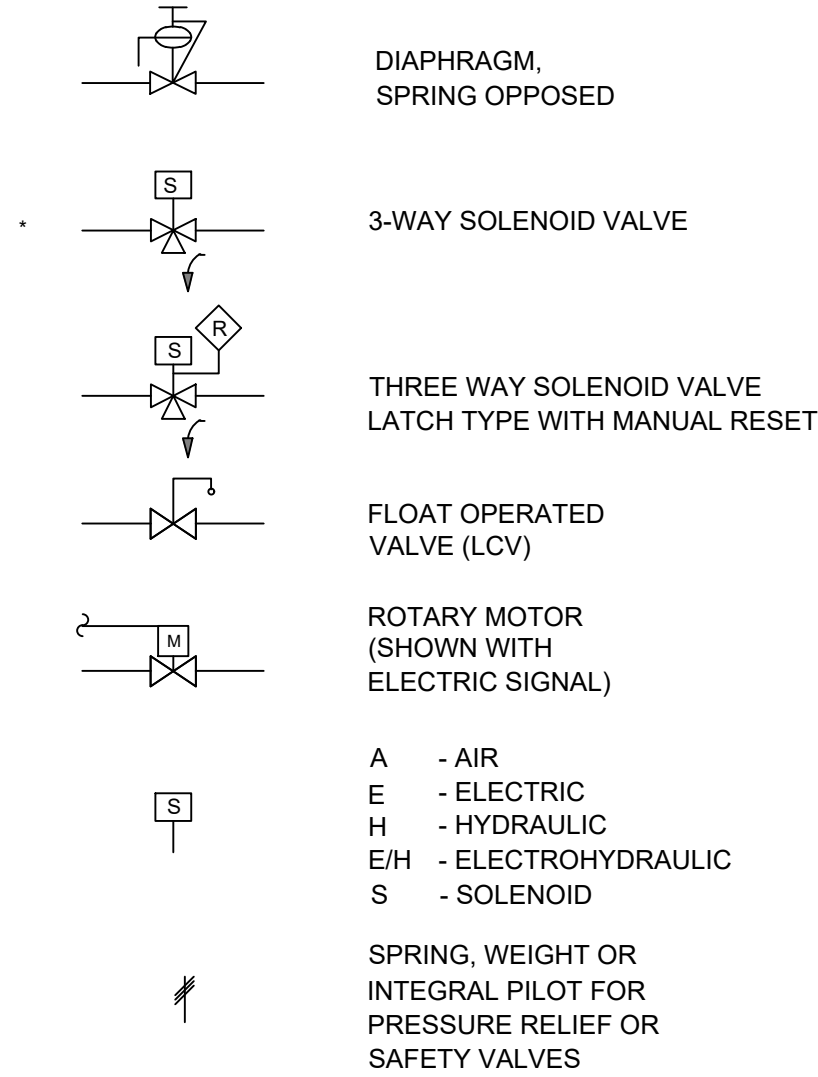 DIAPHRAGM,
SPRING OPPOSED
S
*
3-WAY SOLENOID VALVE
R
S
THREE WAY SOLENOID VALVE
LATCH TYPE WITH MANUAL RESET
FLOAT OPERATED
VALVE (LCV)
M
ROTARY MOTOR
(SHOWN WITH
ELECTRIC SIGNAL)
S
A - AIR
E - ELECTRIC
H - HYDRAULIC
E/H - ELECTROHYDRAULIC
S - SOLENOID
SPRING, WEIGHT OR
INTEGRAL PILOT FOR
PRESSURE RELIEF OR
SAFETY VALVES